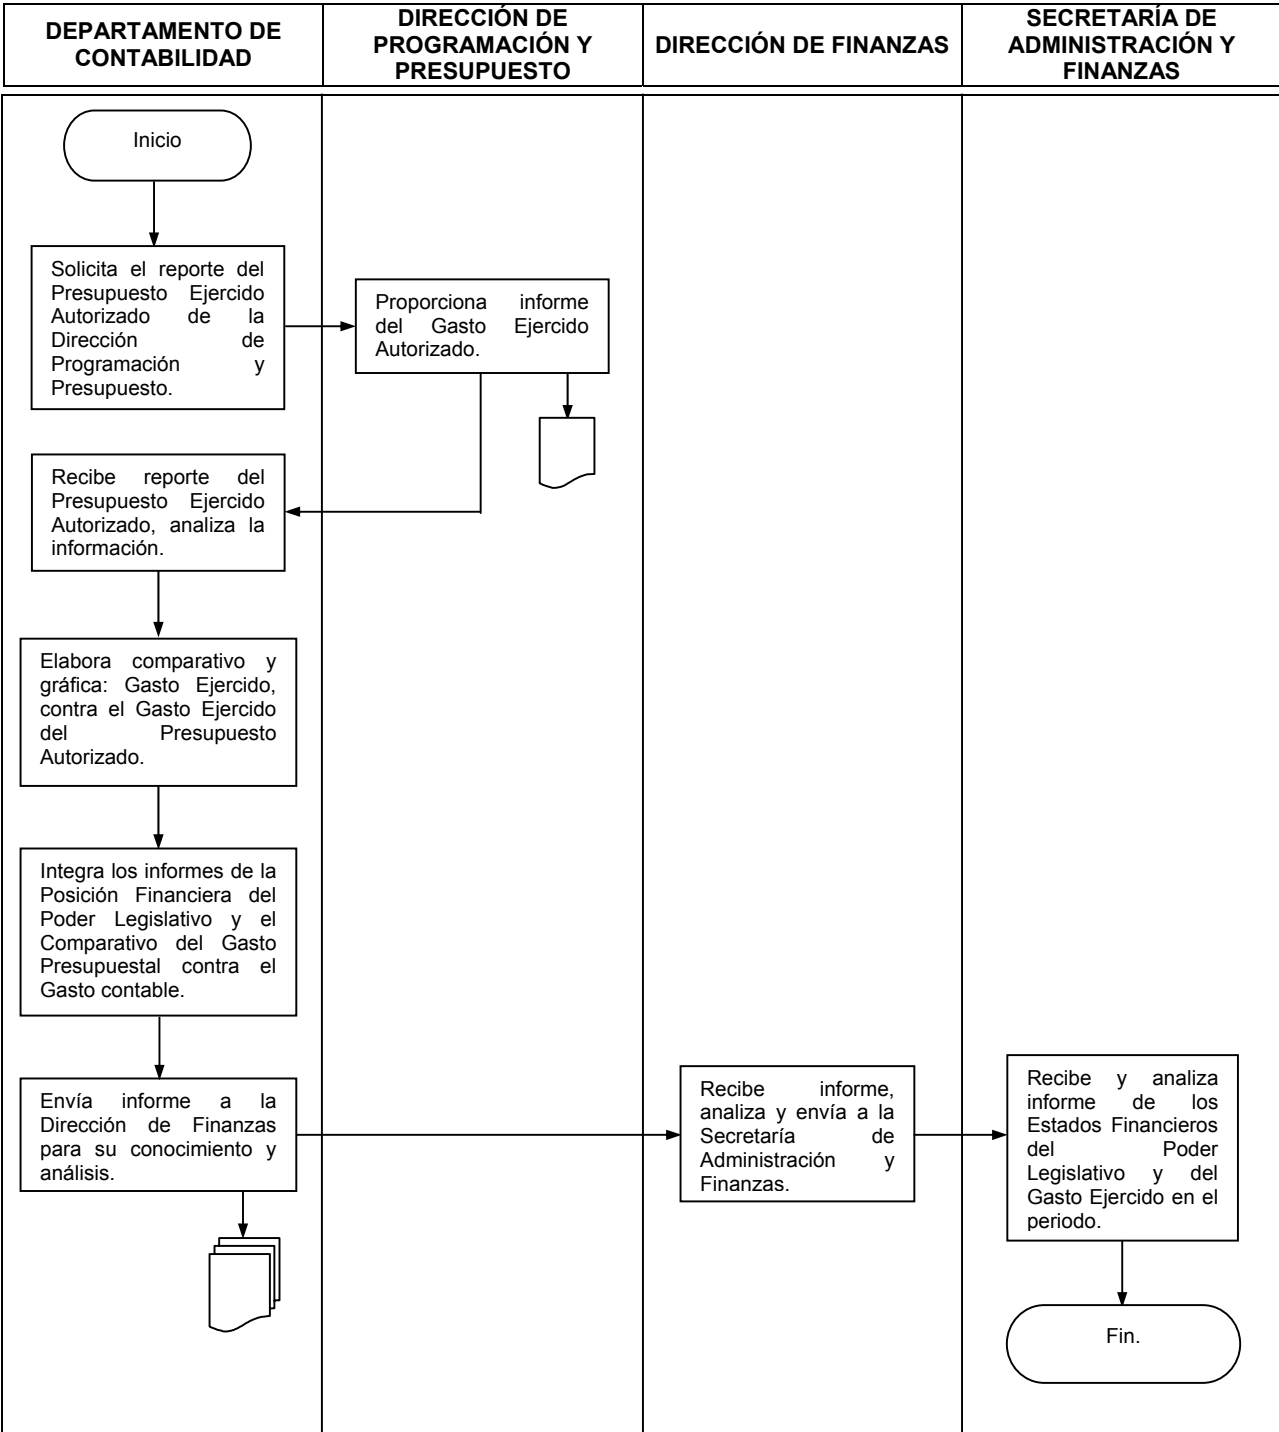 DEPARTAMENTO DE
CONTABILIDAD
DIRECCIÓN DE
PROGRAMACIÓN Y
PRESUPUESTO
DIRECCIÓN DE FINANZAS
SECRETARÍA DE
ADMINISTRACIÓN Y
FINANZAS
Inicio
Solicita el reporte del
Presupuesto Ejercido
Autorizado de la
Dirección de
Programación y
Presupuesto.
Proporciona informe
del Gasto Ejercido
Autorizado.
Recibe reporte del
Presupuesto Ejercido
Autorizado, analiza la
información.
Elabora comparativo y
gráfica: Gasto Ejercido,
contra el Gasto Ejercido
del Presupuesto
Autorizado.
Integra los informes de la
Posición Financiera del
Poder Legislativo y el
Comparativo del Gasto
Presupuestal contra el
Gasto contable.
Envía informe a la
Dirección de Finanzas
para su conocimiento y
análisis.
Recibe informe,
analiza y envía a la
Secretaría de
Administración y
Finanzas.
Recibe y analiza
informe de los
Estados Financieros
del Poder
Legislativo y del
Gasto Ejercido en el
periodo.
Fin.